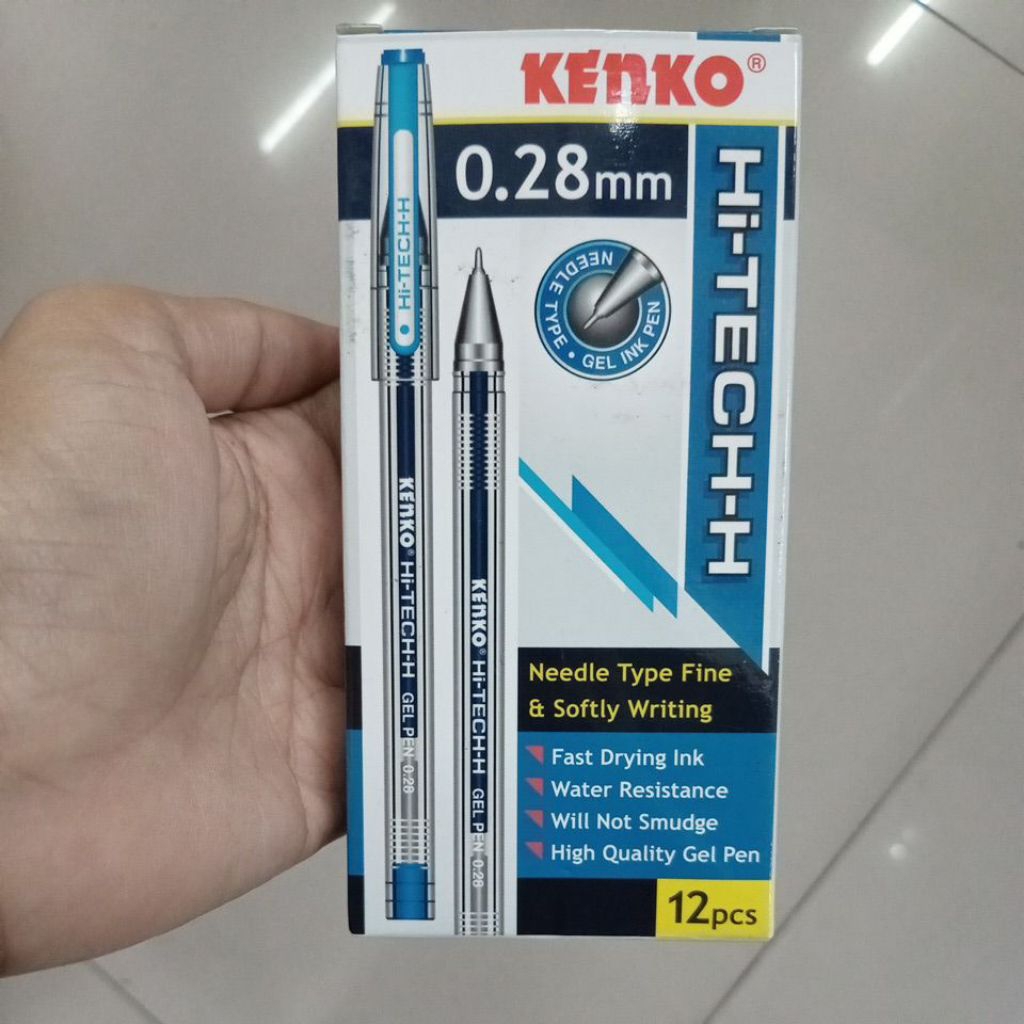 KENKO®
0.28mm
Hi-TECH-H
Hi-TECH-H
NEEDLE TYPE • GEL INK PEN
KENKO® Hi-TECH-H GEL PEN 0.28
KENKO® Hi-TECH-H GEL PEN 0.28
Needle Type Fine
& Softly Writing
Fast Drying Ink
Water Resistance
Will Not Smudge
High Quality Gel Pen
12pcs